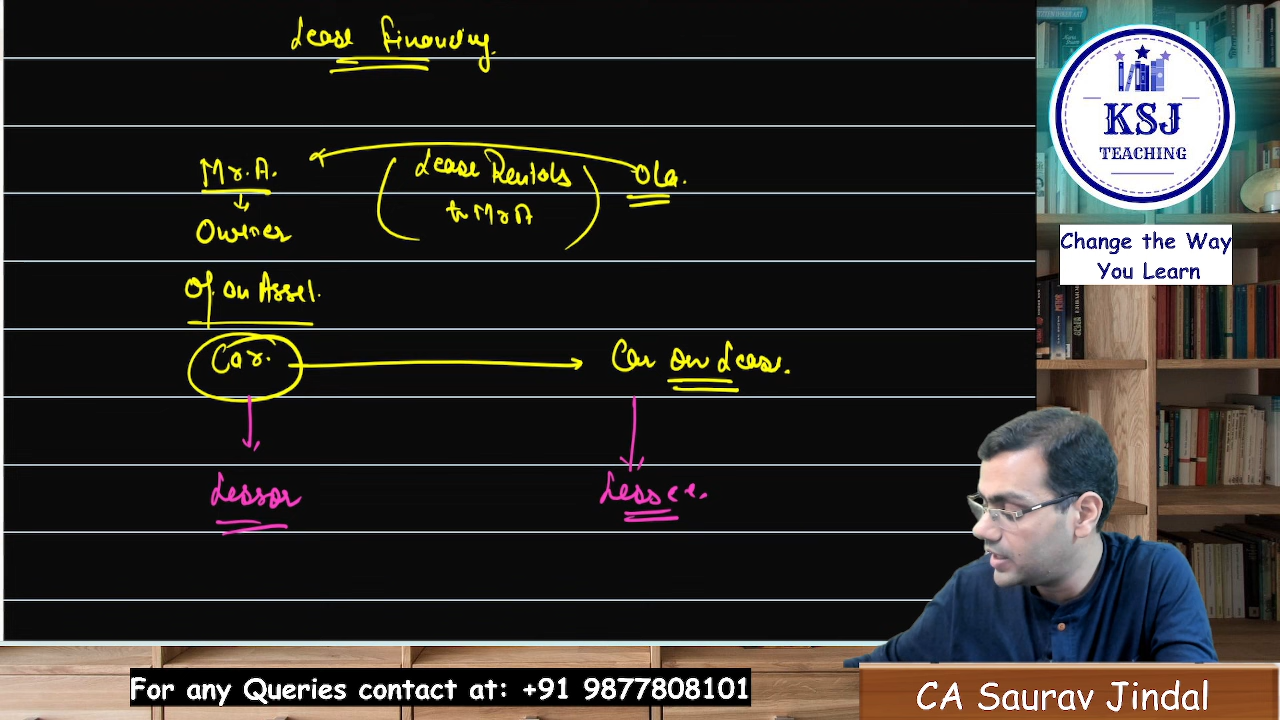 Lease Financing.
Mr. A.
Owner
Of an Asset.
Car.
Lessor
(Lease Rentals
to Mr A)
Ola.
Car on Lease.
Lessee.
KSJ
TEACHING
Change the Way
You Learn
For any Queries contact at: +91 9877808101
CA Saurav Jindal